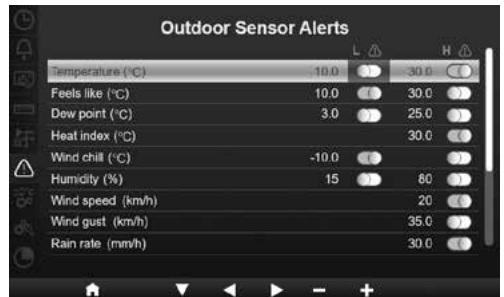 Outdoor Sensor Alerts
L H
Temperature (°C) 10.0 30.0
Feels like (°C) 10.0 30.0
Dew point (°C) 3.0 25.0
Heat index (°C) 30.0
Wind chill (°C) -10.0
Humidity (%) 15 80
Wind speed (km/h) 20
Wind gust (km/h) 35.0
Rain rate (mm/h) 30.0